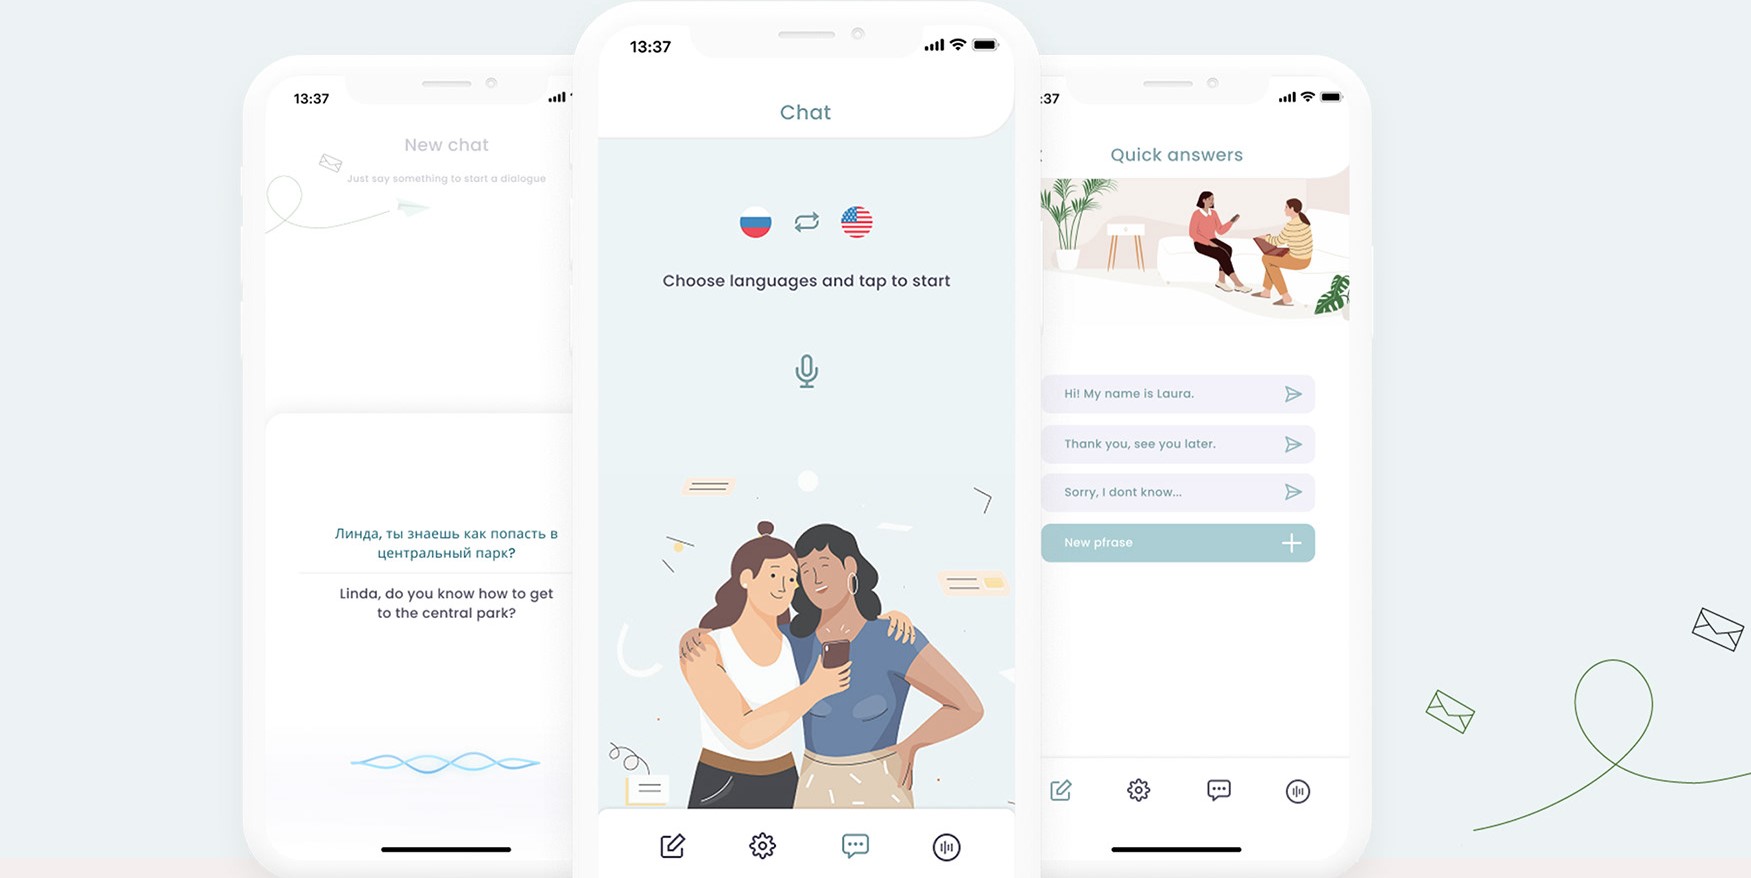 13:37
New chat
Just say something to start a dialogue
Линда, ты знаешь как попасть в
центральный парк?
Linda, do you know how to get
to the central park?
13:37
Chat
Choose languages and tap to start
:37
Quick answers
Hi! My name is Laura.
Thank you, see you later.
Sorry, I dont know...
New pfrase